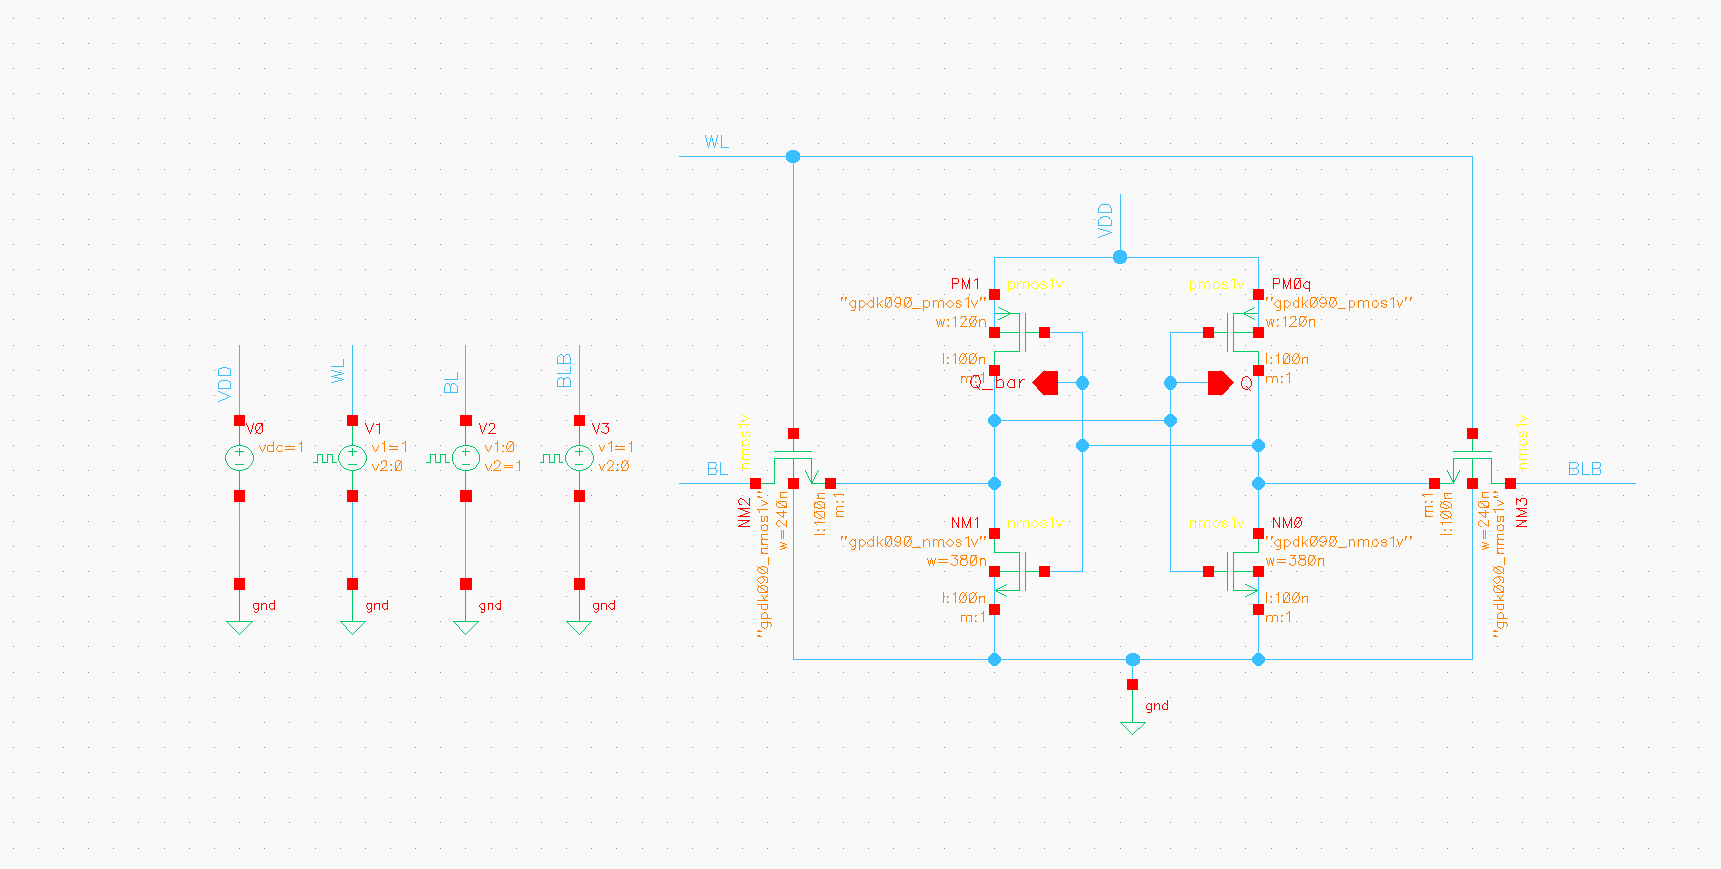 WL
VDD
PM1
pmos1v
"gpdk090_pmos1v"
w:120n
l:100n
m:1
pmos1v
PM0q
"gpdk090_pmos1v"
w:120n
l:100n
m:1
Q_bar
Q
VDD
V0
vdc=1
gnd
WL
V1
v1=1
v2:0
gnd
BL
V2
v1:0
v2=1
gnd
BLB
V3
v1=1
v2:0
gnd
BL
nmos1v
NM2
"gpdk090_nmos1v"
w=240n
l:100n
m:1
NM1
nmos1v
"gpdk090_nmos1v"
w=380n
l:100n
m:1
nmos1v
NM0
"gpdk090_nmos1v"
w=380n
l:100n
m:1
m:1
l:100n
w=240n
"gpdk090_nmos1v"
NM3
nmos1v
BLB
gnd